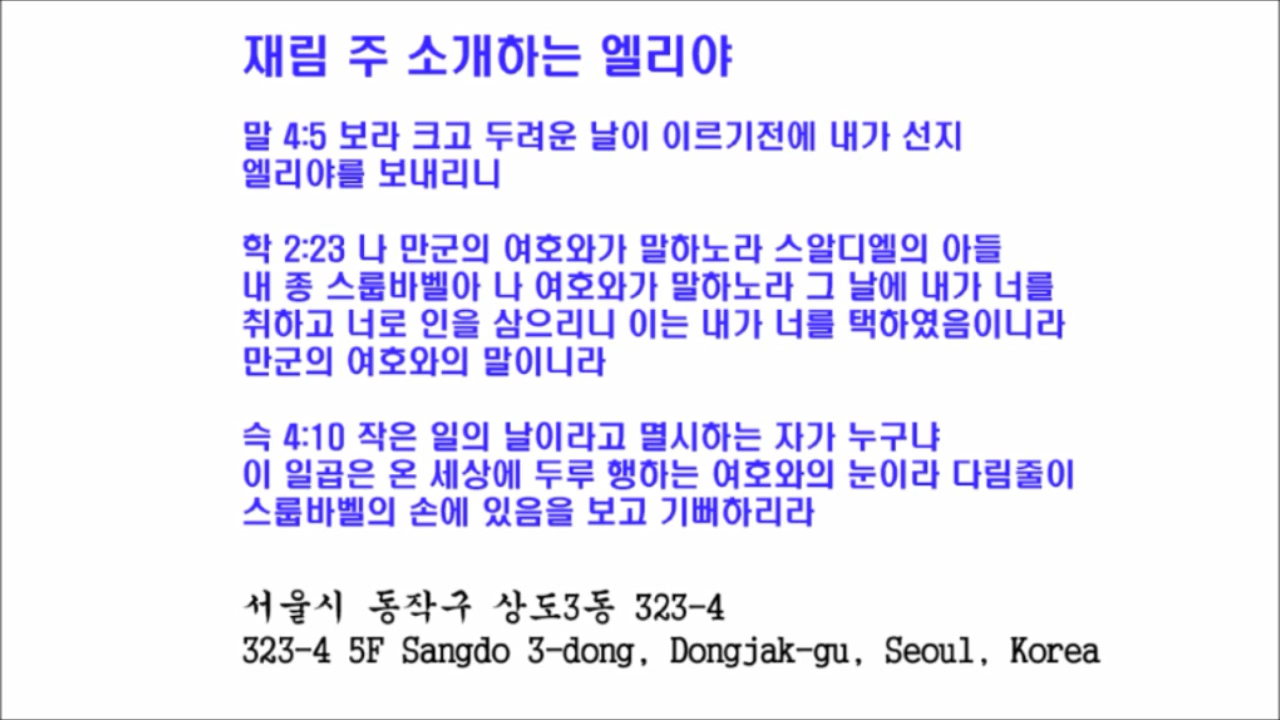 재림 주 소개하는 엘리야
말 4:5 보라 크고 두려운 날이 이르기전에 내가 선지
엘리야를 보내리니
학 2:23 나 만군의 여호와가 말하노라 스알디엘의 아들
내 종 스룹바벨아 나 여호와가 말하노라 그 날에 내가 너를
취하고 너로 인을 삼으리니 이는 내가 너를 택하였음이니라
만군의 여호와의 말이니라
슥 4:10 작은 일의 날이라고 멸시하는 자가 누구냐
이 일곱은 온 세상에 두루 행하는 여호와의 눈이라 다림줄이
스룹바벨의 손에 있음을 보고 기뻐하리라
서울시 동작구 상도3동 323-4
323-4 5F Sangdo 3-dong, Dongjak-gu, Seoul, Korea